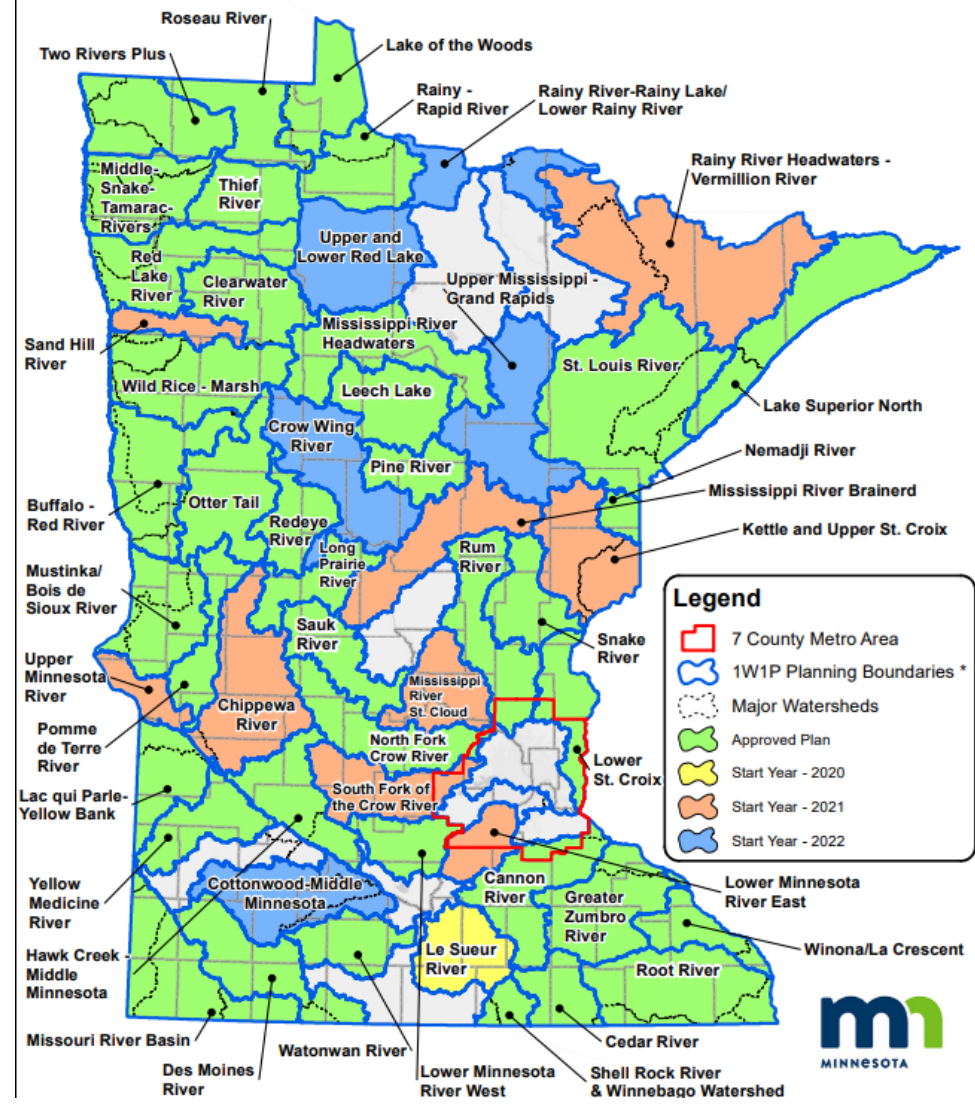 Roseau River
Two Rivers Plus
Lake of the Woods
Rainy -
Rapid River
Rainy River-Rainy Lake/
Lower Rainy River
Rainy River Headwaters -
Vermillion River
Middle-
Snake-
Tamarac-
Rivers
Thief
River
Red
Lake
River
Clearwater
River
Upper and
Lower Red Lake
Upper Mississippi -
Grand Rapids
Sand Hill
River
Mississippi River
Headwaters
St. Louis River
Wild Rice - Marsh
Leech Lake
Lake Superior North
Crow Wing
River
Pine River
Nemadji River
Buffalo -
Red River
Otter Tail
Redeye
River
Mississippi River Brainerd
Kettle and Upper St. Croix
Long
Prairie
River
Rum
River
Mustinka/
Bois de
Sioux River
Sauk
River
Snake
River
Upper
Minnesota
River
Chippewa
River
Mississippi
River
St. Cloud
Pomme
de Terre
River
North Fork
Crow River
Lower
St. Croix
Lac qui Parle-
Yellow Bank
South Fork of
the Crow River
Legend
7 County Metro Area
1W1P Planning Boundaries *
Major Watersheds
Approved Plan
Start Year - 2020
Start Year - 2021
Start Year - 2022
Yellow
Medicine
River
Cottonwood-Middle
Minnesota
Cannon
River
Greater
Zumbro
River
Lower Minnesota
River East
Winona/La Crescent
Hawk Creek -
Middle
Minnesota
Le Sueur
River
Root River
Missouri River Basin
Des Moines
River
Watonwan River
Lower Minnesota
River West
Shell Rock River
& Winnebago Watershed
Cedar River
mn
MINNESOTA